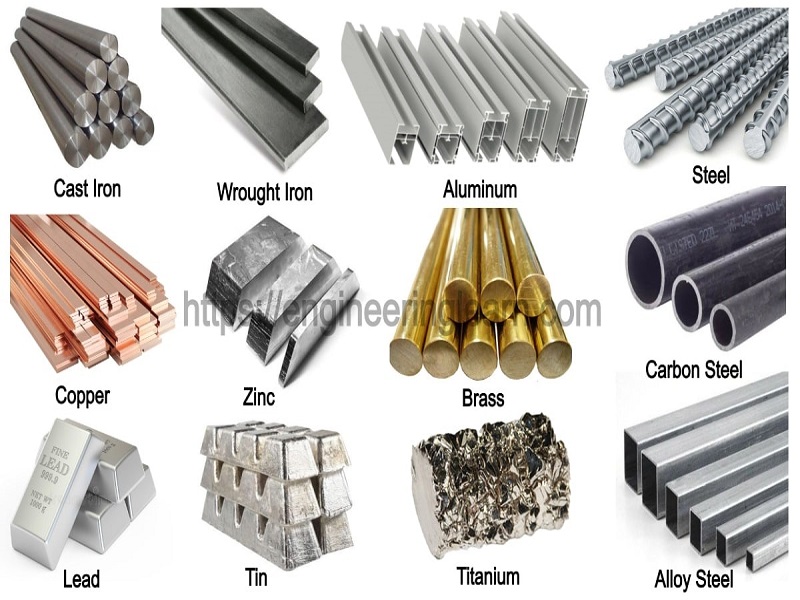 Cast Iron
Wrought Iron
Aluminum
Steel
https://engineeringlearn.com
Copper
Zinc
Brass
Carbon Steel
FINE
LEAD
999.9
NET WT
1000 g
Lead
Tin
Titanium
Alloy Steel